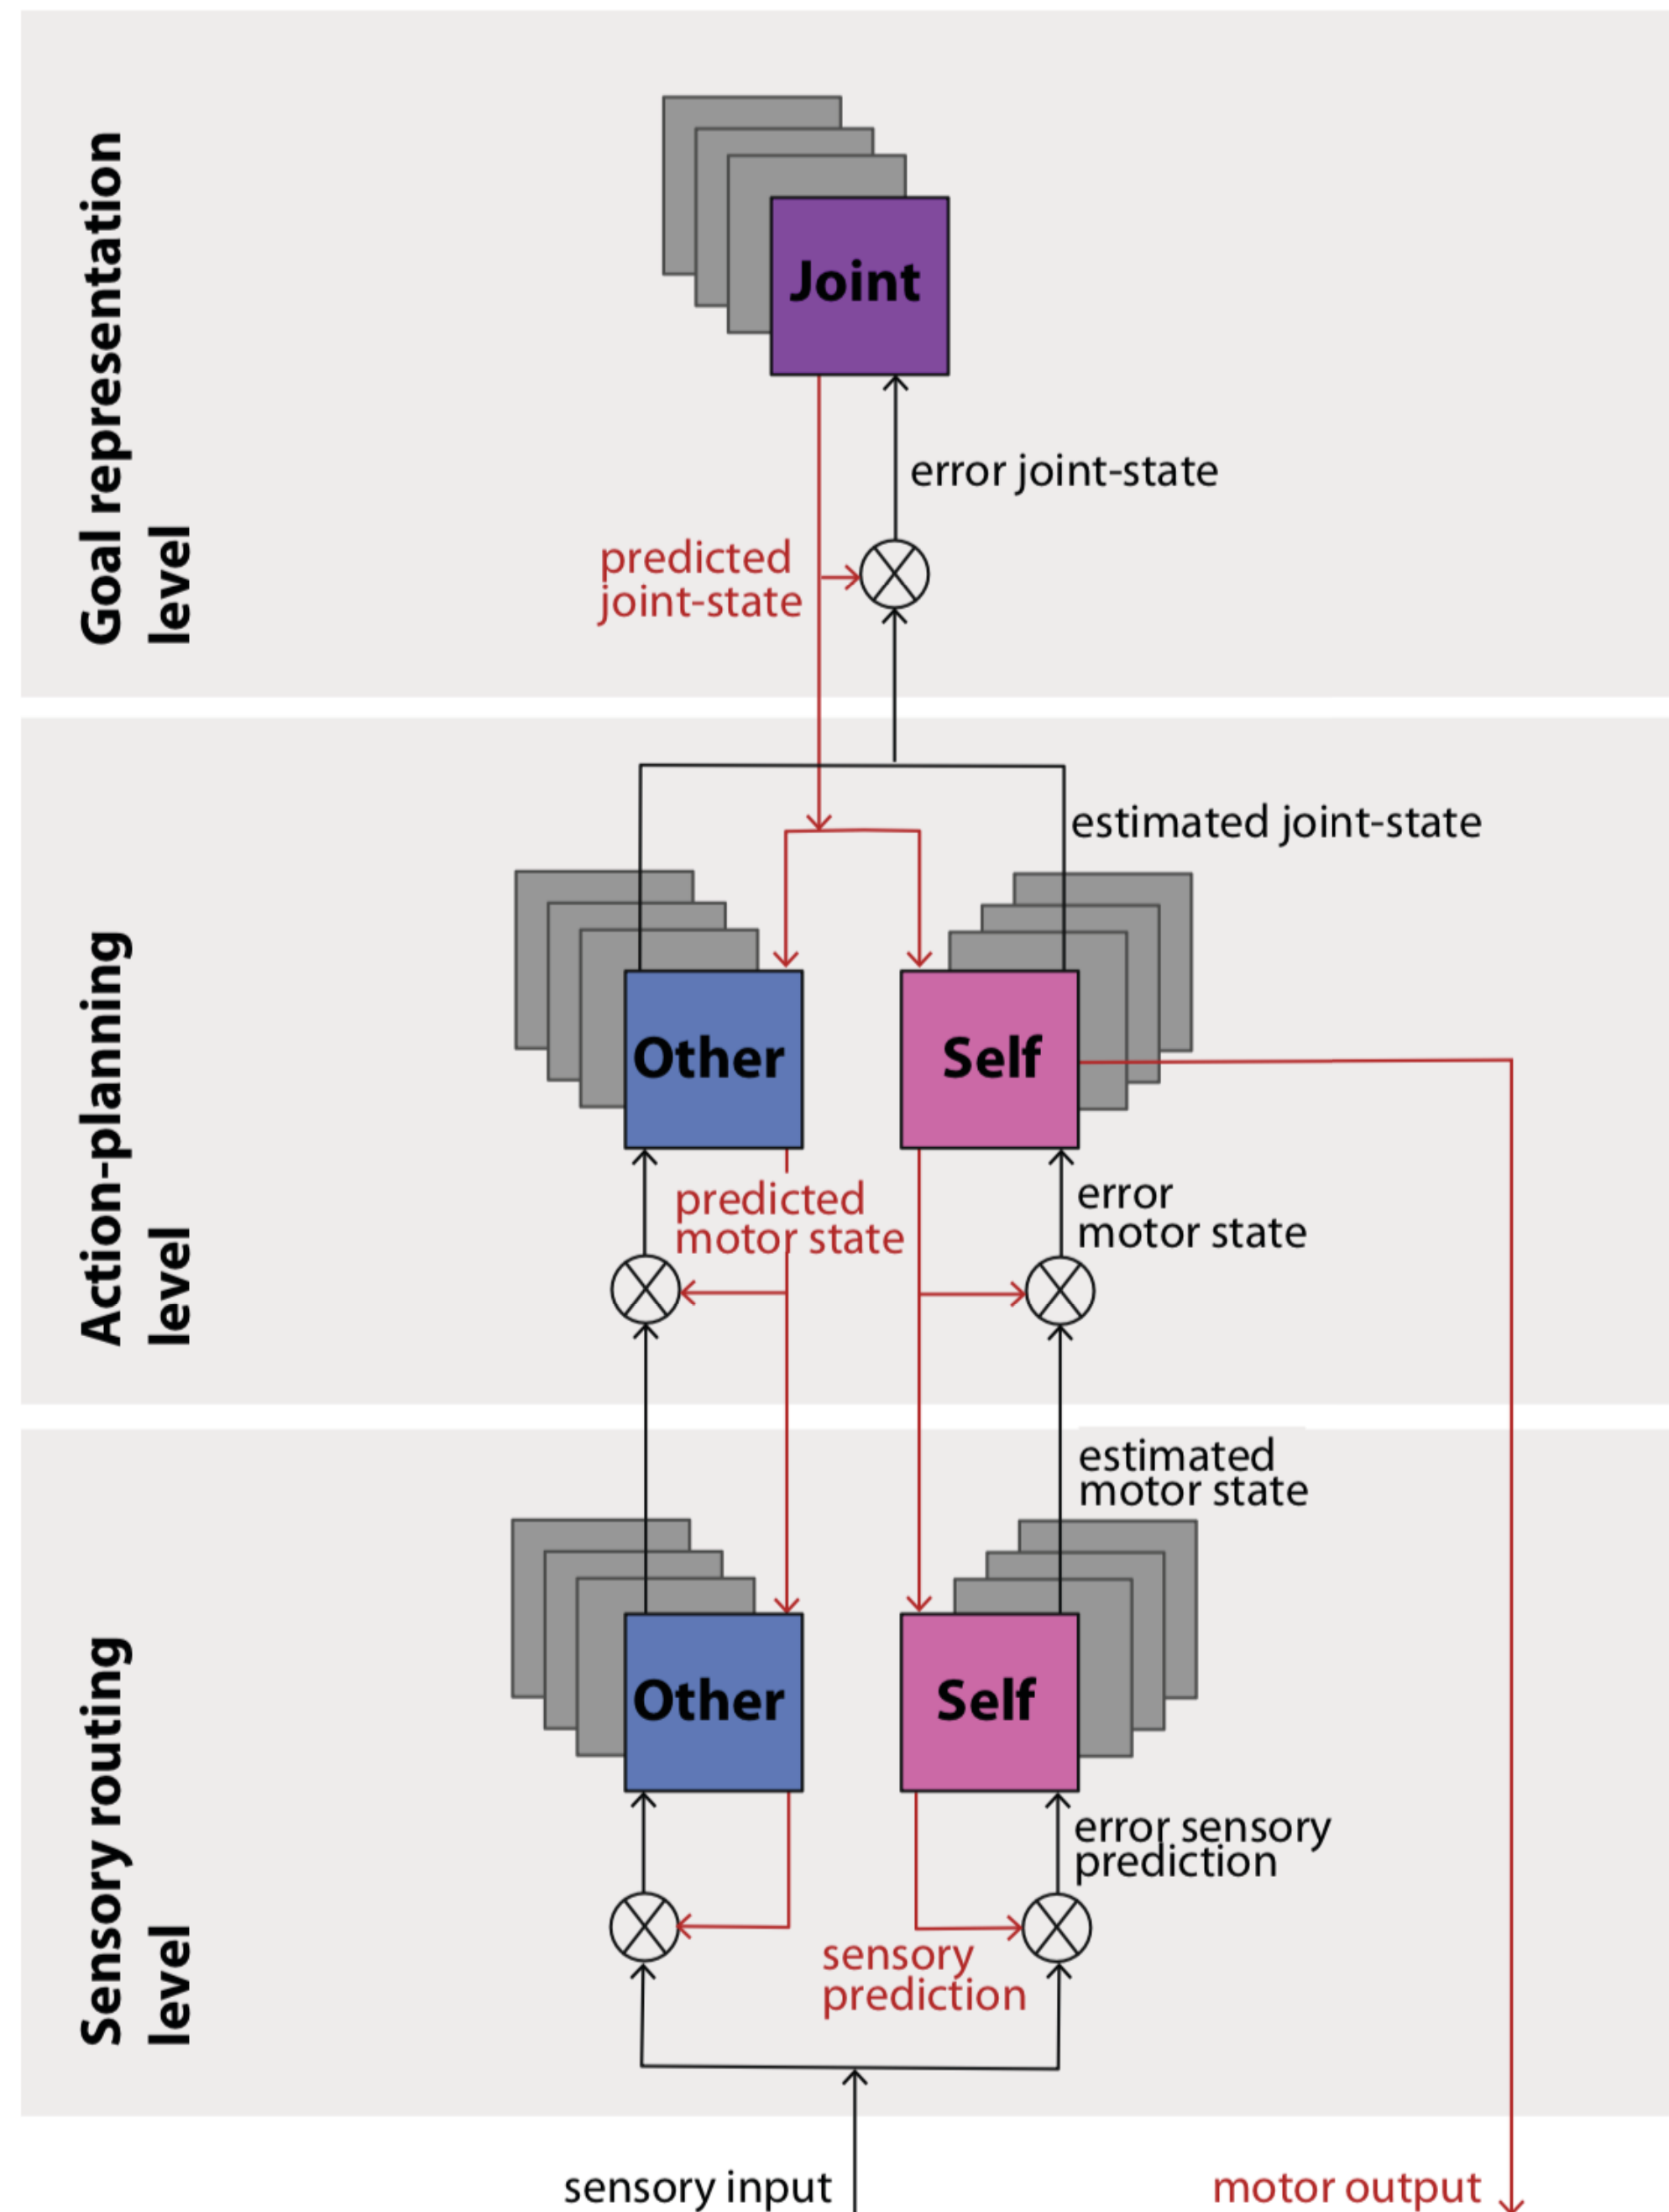 Goal representation
level
Joint
error joint-state
predicted
joint-state
Action-planning
level
estimated joint-state
Other
Self
predicted
motor state
error
motor state
Sensory routing
level
estimated
motor state
Other
Self
error sensory
prediction
sensory
prediction
sensory input
motor output